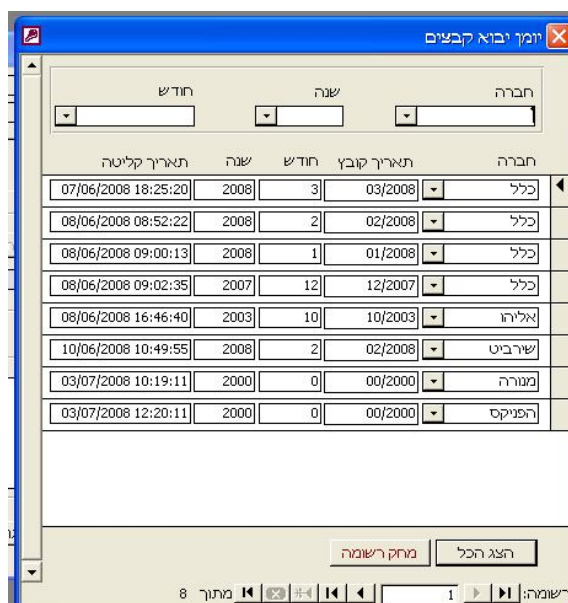 יומן יבוא קבצים
חברה שנה חודש
חברה תאריך קובץ חודש שנה תאריך קליטה
כלל 03/2008 3 2008 07/06/2008 18:25:20
כלל 02/2008 2 2008 08/06/2008 08:52:22
כלל 01/2008 1 2008 08/06/2008 09:00:13
כלל 12/2007 12 2007 08/06/2008 09:02:35
אליהו 10/2003 10 2003 08/06/2008 16:46:40
שירביט 02/2008 2 2008 10/06/2008 10:49:55
מנורה 00/2000 0 2000 03/07/2008 10:19:11
הפניקס 00/2000 0 2000 03/07/2008 12:20:11
הצג הכל מחק רשומה
רשומה: 1 מתוך 8